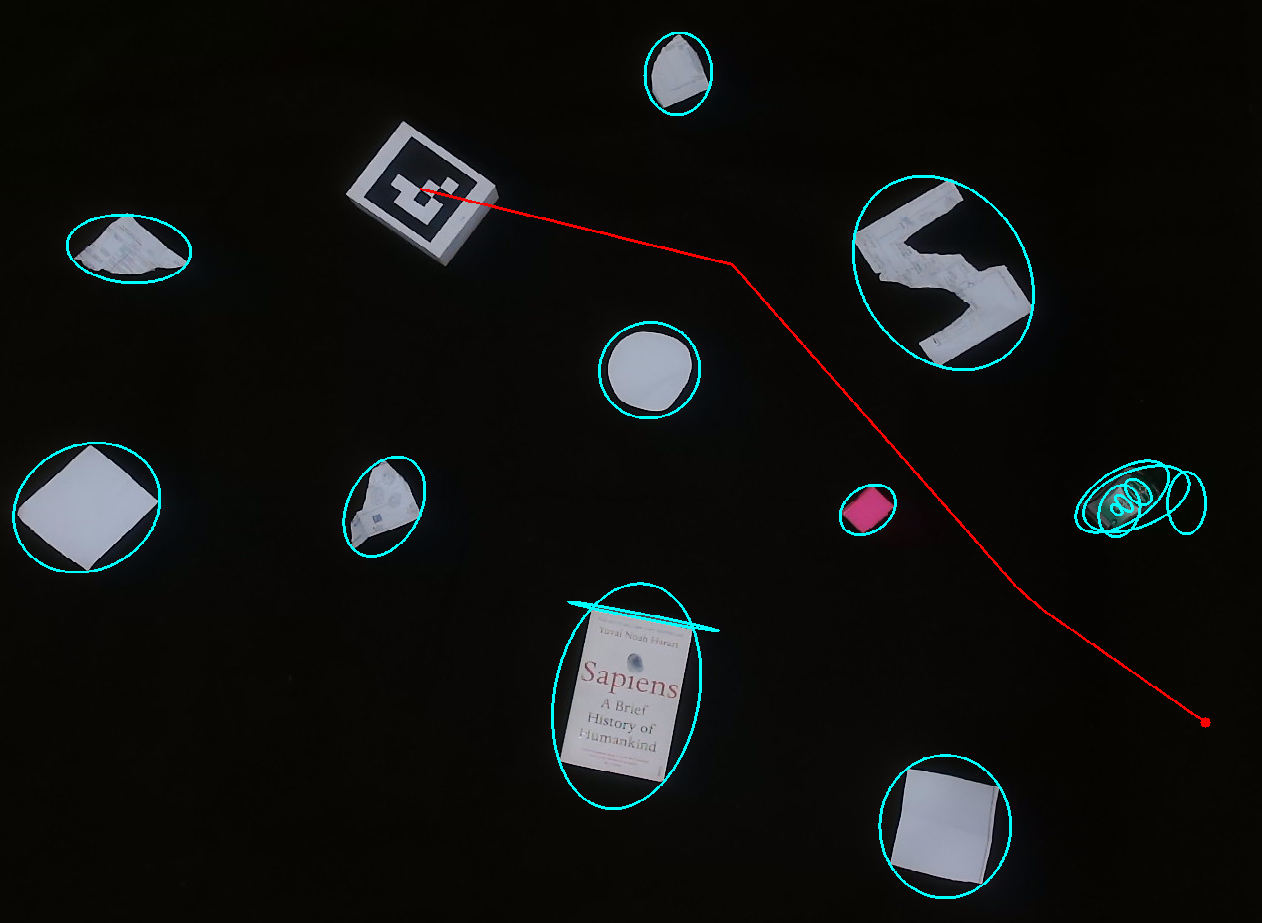 Yuval Noah Harari
Sapiens
A Brief
History of
Humankind